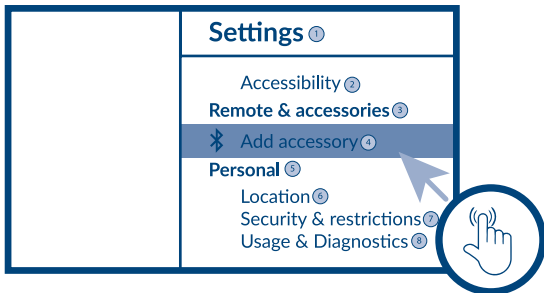 Settings 1
Accessibility 2
Remote & accessories 3
Add accessory 4
Personal 5
Location 6
Security & restrictions 7
Usage & Diagnostics 8